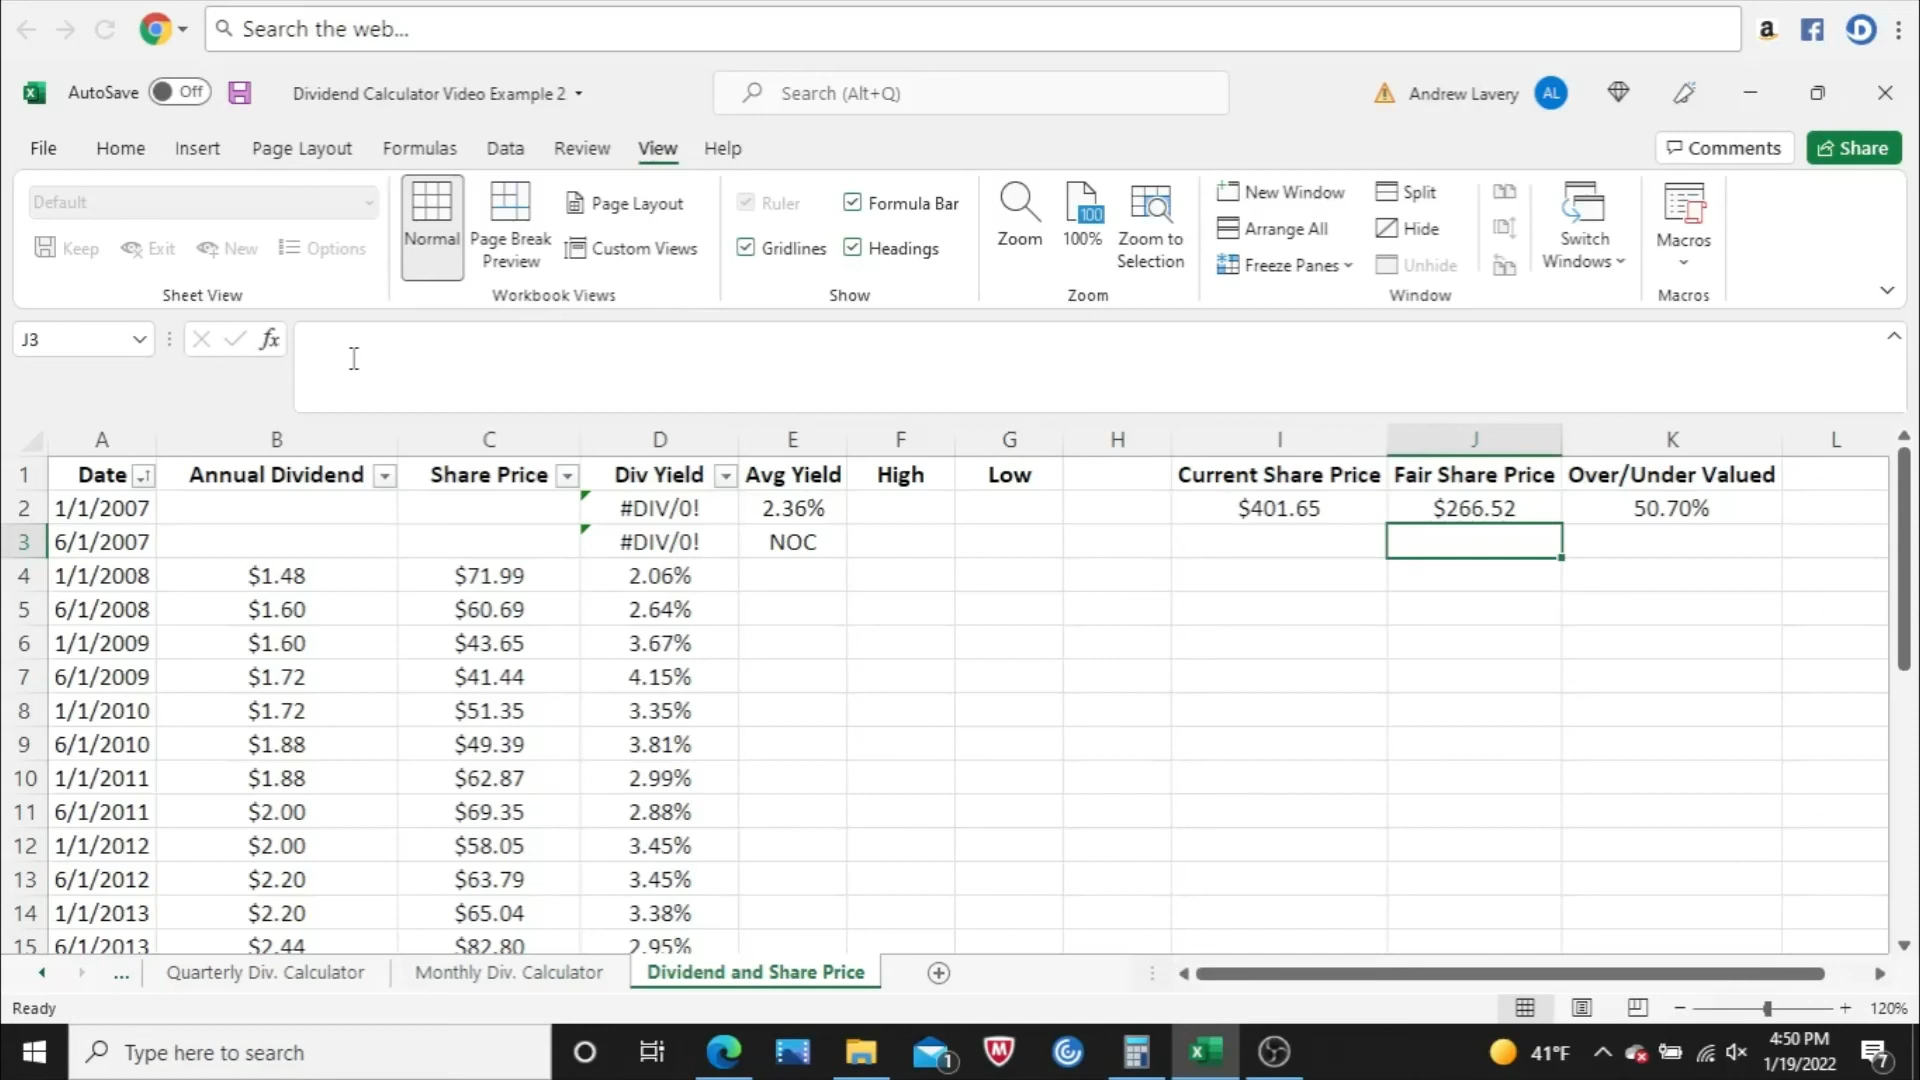 Search the web...
AutoSave Off Dividend Calculator Video Example 2 Search (Alt+Q) Andrew Lavery AL
File Home Insert Page Layout Formulas Data Review View Help Comments Share
Default
Keep Exit New Options
Sheet View
Normal
Page Break Preview
Page Layout
Custom Views
Workbook Views
Ruler Formula Bar
Gridlines Headings
Show
Zoom
100
100%
Zoom to Selection
Zoom
New Window
Arrange All
Freeze Panes
Split
Hide
Unhide
Switch Windows
Window
Macros
Macros
J3 fx
A B C D E F G H I J K L
1 Date Annual Dividend Share Price Div Yield Avg Yield High Low Current Share Price Fair Share Price Over/Under Valued
2 1/1/2007 #DIV/0! 2.36% $401.65 $266.52 50.70%
3 6/1/2007 #DIV/0! NOC
4 1/1/2008 $1.48 $71.99 2.06%
5 6/1/2008 $1.60 $60.69 2.64%
6 1/1/2009 $1.60 $43.65 3.67%
7 6/1/2009 $1.72 $41.44 4.15%
8 1/1/2010 $1.72 $51.35 3.35%
9 6/1/2010 $1.88 $49.39 3.81%
10 1/1/2011 $1.88 $62.87 2.99%
11 6/1/2011 $2.00 $69.35 2.88%
12 1/1/2012 $2.00 $58.05 3.45%
13 6/1/2012 $2.20 $63.79 3.45%
14 1/1/2013 $2.20 $65.04 3.38%
15 6/1/2013 $2.44 $82.80 2.95%
... Quarterly Div. Calculator Monthly Div. Calculator Dividend and Share Price
Ready 120%
Type here to search 1 41°F 4:50 PM
1/19/2022 7